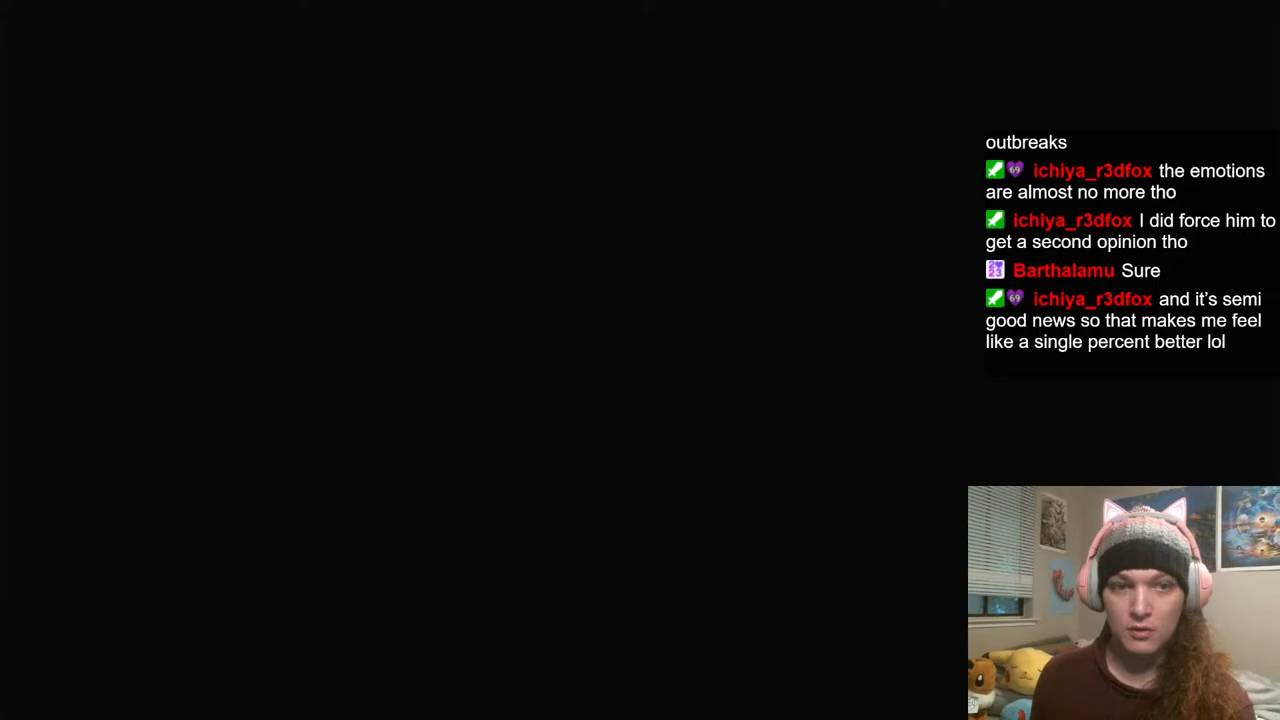 outbreaks
ichiya_r3dfox the emotions
are almost no more tho
ichiya_r3dfox I did force him to
get a second opinion tho
Barthalamu Sure
ichiya_r3dfox and it's semi
good news so that makes me feel
like a single percent better lol